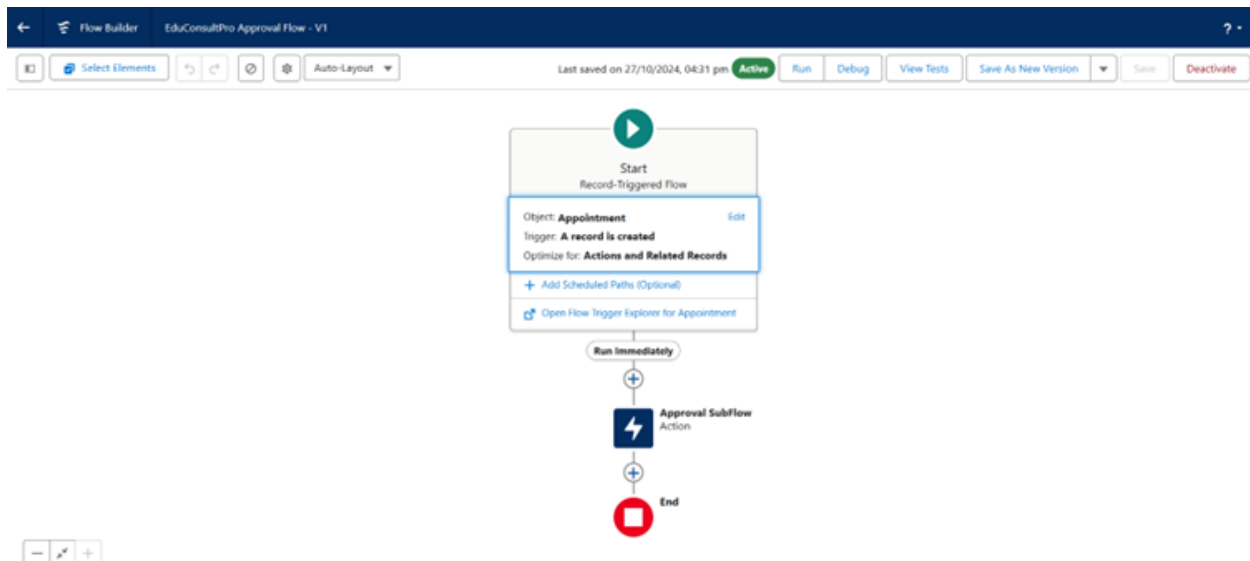 Flow Builder EduConsultPro Approval Flow - V1 ?
Select Elements Auto-Layout Last saved on 27/10/2024, 04:31 pm Active Run Debug View Tests Save As New Version Save Deactivate
Start
Record-Triggered Flow
Object: Appointment Edit
Trigger: A record is created
Optimize for: Actions and Related Records
+ Add Scheduled Paths (Optional)
Open Flow Trigger Explorer for Appointment
Run Immediately
Approval SubFlow
Action
End